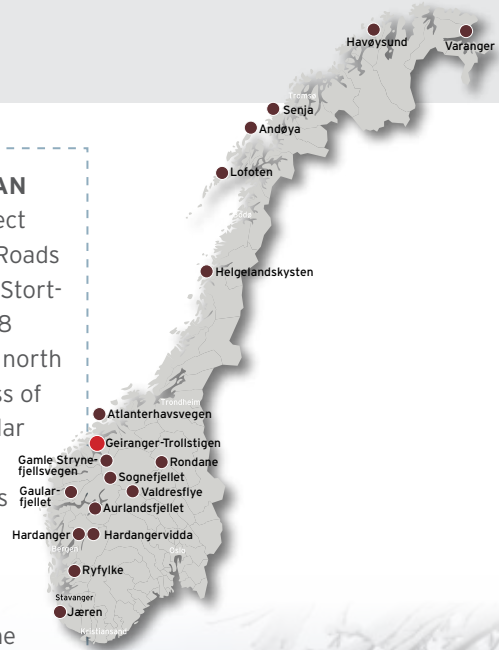 AN
ect
Roads
Stort-
8
north
ss of
lar
s
ne
Havøysund
Varanger
Tromsø
Senja
Andøya
Lofoten
Bodø
Helgelandskysten
Trondheim
Atlanterhavsvegen
Geiranger-Trollstigen
Gamle Stryne-
fjellsvegen
Rondane
Sognefjellet
Gaular-
fjellet
Valdresflye
Aurlandsfjellet
Hardanger
Hardangervidda
Bergen
Oslo
Ryfylke
Stavanger
Jæren
Kristiansand